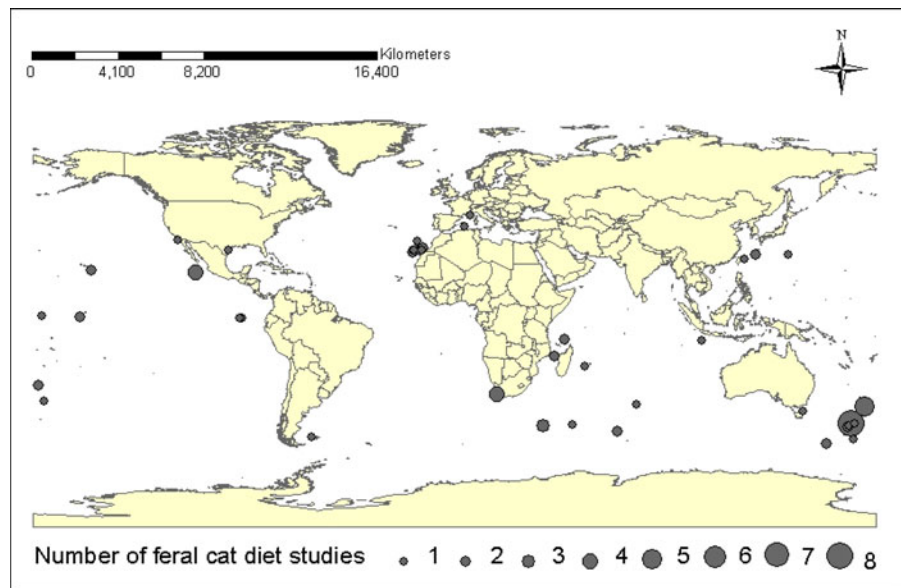 N
Kilometers
0 4,100 8,200 16,400
Number of feral cat diet studies 1 2 3 4 5 6 7 8